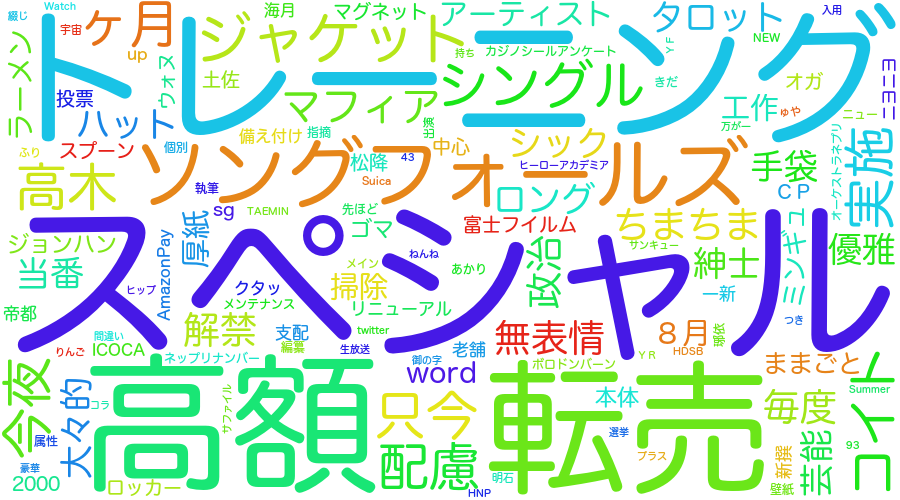 綴じ
Watch
宇宙
ケ月
up
海月
マグネット
アーティスト
タロット
入用
ジャケット
トレーニング
カジノシールアンケート
持ち
ＹＦ
NEW
ラーメン
投票
ウォヌ
土佐
マフィア
シングル
きだ
オガ
ニヨニヨ
工作
ニュー
ゅや
ハット
備え付け
指摘
万が一
ふり
スプーン
個別
中心
シック
松降
43
ヒーローアカデミア
手袋
オーケストラネプリ
実施
高木
ソングフォールズ
執筆
Suica
ロング
ＣＰ
sg
TAEMIN
先ほど
富士フイルム
ちまちま
ミンギュ
ジョンハン
厚紙
ゴマ
サンキュー
優雅
当番
AmazonPay
スペシャル
ねんね
メイン
あかり
政治
紳士
ヒップ
クタッ
掃除
一新
帝都
メンテナンス
リニューアル
つき
解禁
支配
twitter
無表情
８月
間違い
りんご
ICOCA
編纂
生放送
老舗
ＹＲ
HDSB
ネップリナンバー
御の字
ボロドンバーン
ままごと
今夜
大々的
高額
word
転売
本体
Summer
コラ
サファイル
只今
毎度
コイト
属性
選挙
芸能
93
配慮
プラス
新撰
豪華
2000
ロッカー
明石
壁紙
HNP